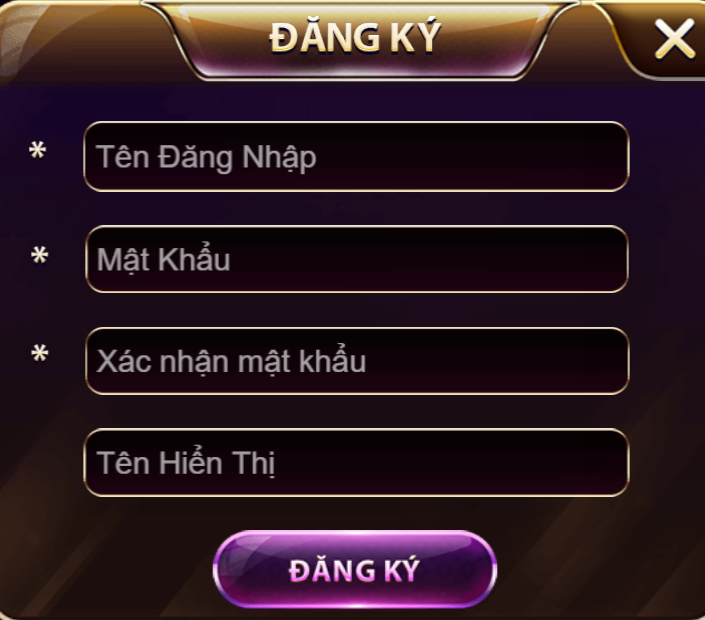 ĐĂNG KÝ
* Tên Đăng Nhập
* Mật Khẩu
* Xác nhận mật khẩu
Tên Hiển Thị
ĐĂNG KÝ